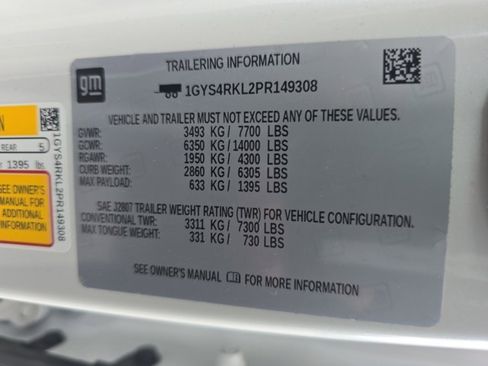 TRAILERING INFORMATION
gm
1GYS4RKL2PR149308
VEHICLE AND TRAILER MUST NOT EXCEED ANY OF THESE VALUES.
GVWR: 3493 KG / 7700 LBS
GCWR: 6350 KG / 14000 LBS
RGAWR: 1950 KG / 4300 LBS
CURB WEIGHT: 2860 KG / 6305 LBS
MAX PAYLOAD: 633 KG / 1395 LBS
SAE J2807 TRAILER WEIGHT RATING (TWR) FOR VEHICLE CONFIGURATION.
CONVENTIONAL TWR: 3311 KG / 7300 LBS
MAX TONGUE WEIGHT: 331 KG / 730 LBS
SEE OWNER'S MANUAL FOR MORE INFORMATION
N
REAR 5
1395 lbs.
SEE OWNER'S
MANUAL FOR
ADDITIONAL
INFORMATION
1GYS4RKL2PR149308